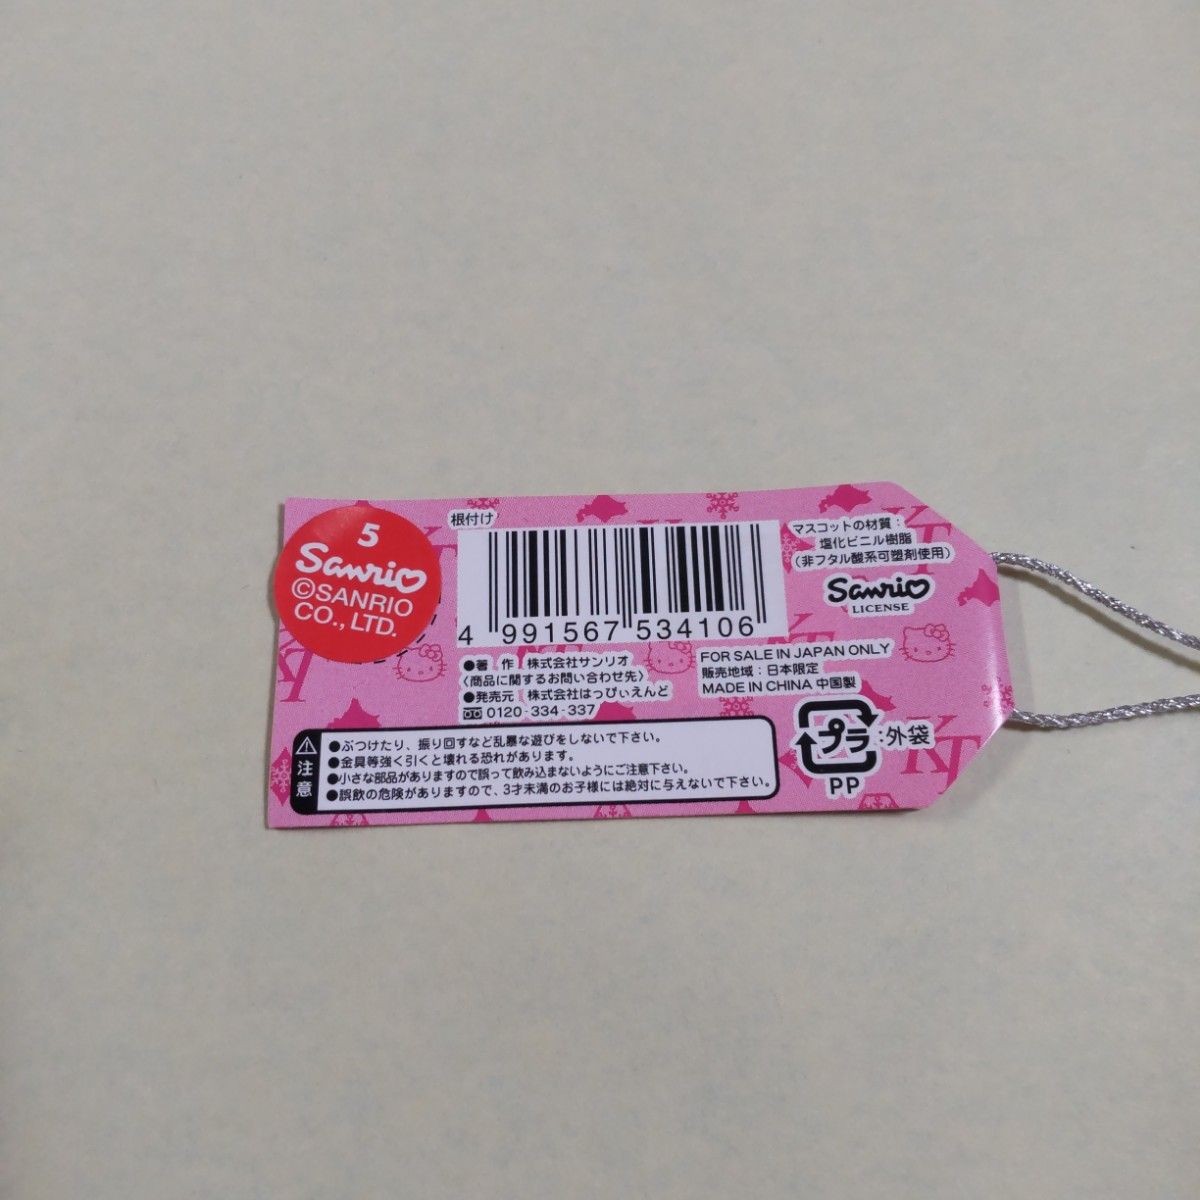 5
Sanrio
©SANRIO
CO., LTD.
根付け
4 991567 534106
●著 作 株式会社サンリオ
〈商品に関するお問い合わせ先〉
●発売元 株式会社はっぴぃえんど
0120-334-337
マスコットの材質：
塩化ビニル樹脂
（非フタル酸系可塑剤使用）
Sanrio
LICENSE
FOR SALE IN JAPAN ONLY
販売地域：日本限定
MADE IN CHINA 中国製
プラ :外袋
PP
注意
●ぶつけたり、振り回すなど乱暴な遊びをしないで下さい。
●金具等強く引くと壊れる恐れがあります。
●小さな部品がありますので誤って飲み込まないようにご注意下さい。
●誤飲の危険がありますので、3才未満のお子様には絶対に与えないで下さい。
KT